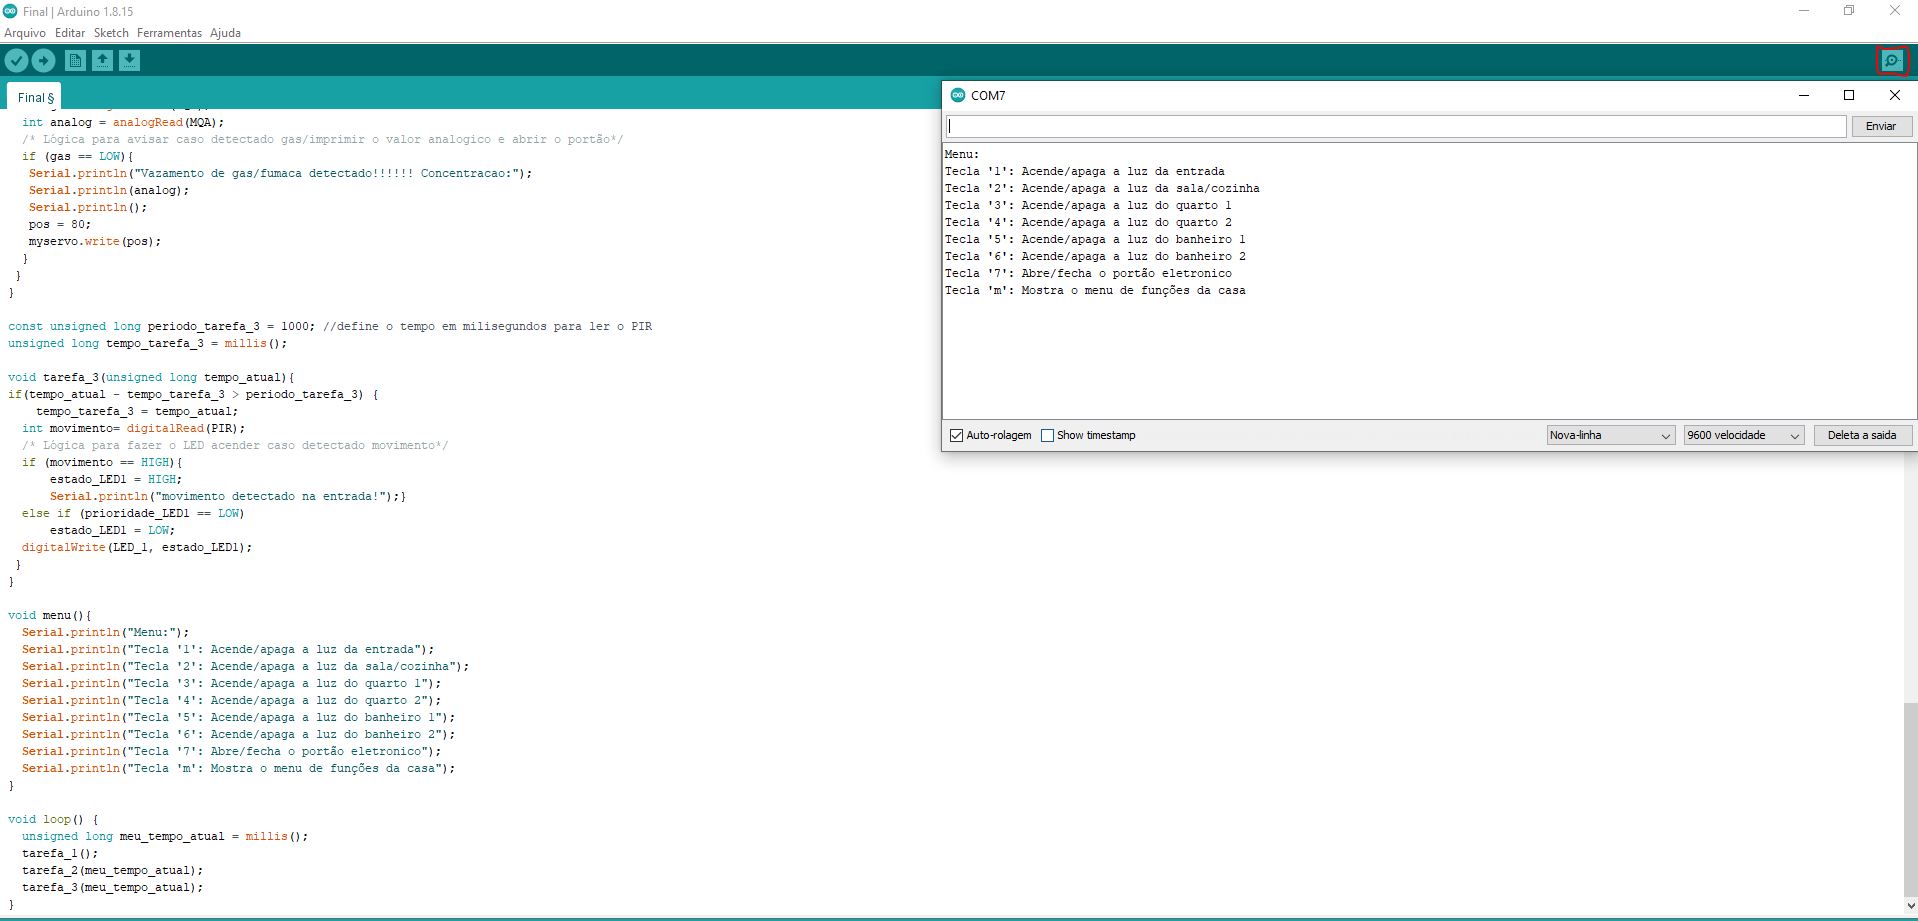 Final | Arduino 1.8.15
Arquivo Editar Sketch Ferramentas Ajuda
Final §
int analog = analogRead(MQA);
/* Lógica para avisar caso detectado gas/imprimir o valor analogico e abrir o portão*/
if (gas == LOW){
Serial.println("Vazamento de gas/fumaca detectado!!!!!! Concentracao:");
Serial.println(analog);
Serial.println();
pos = 80;
myservo.write(pos);
}
}
}
const unsigned long periodo_tarefa_3 = 1000; //define o tempo em milisegundos para ler o PIR
unsigned long tempo_tarefa_3 = millis();
void tarefa_3(unsigned long tempo_atual){
if(tempo_atual - tempo_tarefa_3 > periodo_tarefa_3) {
tempo_tarefa_3 = tempo_atual;
int movimento= digitalRead(PIR);
/* Lógica para fazer o LED acender caso detectado movimento*/
if (movimento == HIGH){
estado_LED1 = HIGH;
Serial.println("movimento detectado na entrada!");}
else if (prioridade_LED1 == LOW)
estado_LED1 = LOW;
digitalWrite(LED_1, estado_LED1);
}
}
void menu(){
Serial.println("Menu:");
Serial.println("Tecla '1': Acende/apaga a luz da entrada");
Serial.println("Tecla '2': Acende/apaga a luz da sala/cozinha");
Serial.println("Tecla '3': Acende/apaga a luz do quarto 1");
Serial.println("Tecla '4': Acende/apaga a luz do quarto 2");
Serial.println("Tecla '5': Acende/apaga a luz do banheiro 1");
Serial.println("Tecla '6': Acende/apaga a luz do banheiro 2");
Serial.println("Tecla '7': Abre/fecha o portão eletronico");
Serial.println("Tecla 'm': Mostra o menu de funções da casa");
}
void loop() {
unsigned long meu_tempo_atual = millis();
tarefa_1();
tarefa_2(meu_tempo_atual);
tarefa_3(meu_tempo_atual);
}
COM7
Enviar
Menu:
Tecla '1': Acende/apaga a luz da entrada
Tecla '2': Acende/apaga a luz da sala/cozinha
Tecla '3': Acende/apaga a luz do quarto 1
Tecla '4': Acende/apaga a luz do quarto 2
Tecla '5': Acende/apaga a luz do banheiro 1
Tecla '6': Acende/apaga a luz do banheiro 2
Tecla '7': Abre/fecha o portão eletronico
Tecla 'm': Mostra o menu de funções da casa
Auto-rolagem Show timestamp Nova-linha 9600 velocidade Deleta a saida